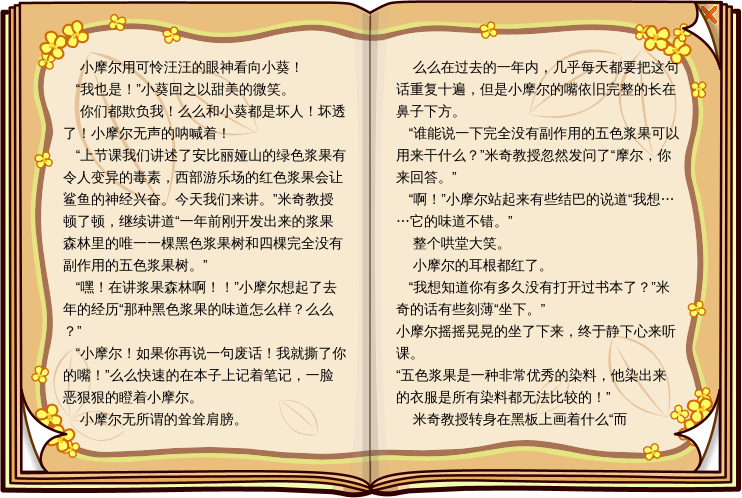 小摩尔用可怜汪汪的眼神看向小葵！
“我也是！”小葵回之以甜美的微笑。
你们都欺负我！么么和小葵都是坏人！坏透
了！小摩尔无声的呐喊着！
“上节课我们讲述了安比丽娅山的绿色浆果有
令人变异的毒素，西部游乐场的红色浆果会让
鲨鱼的神经兴奋。今天我们来讲。”米奇教授
顿了顿，继续讲道“一年前刚开发出来的浆果
森林里的唯一一棵黑色浆果树和四棵完全没有
副作用的五色浆果树。”
“嘿！在讲浆果森林啊！！”小摩尔想起了去
年的经历“那种黑色浆果的味道怎么样？么么
？”
“小摩尔！如果你再说一句废话！我就撕了你
的嘴！”么么快速的在本子上记着笔记，一脸
恶狠狠的瞪着小摩尔。
小摩尔无所谓的耸耸肩膀。
么么在过去的一年内，几乎每天都要把这句
话重复十遍，但是小摩尔的嘴依旧完整的长在
鼻子下方。
“谁能说一下完全没有副作用的五色浆果可以
用来干什么？”米奇教授忽然发问了“摩尔，你
来回答。”
“啊！”小摩尔站起来有些结巴的说道“我想…
…它的味道不错。”
整个哄堂大笑。
小摩尔的耳根都红了。
“我想知道你有多久没有打开过书本了？”米
奇的话有些刻薄“坐下。”
小摩尔摇摇晃晃的坐了下来，终于静下心来听
课。
“五色浆果是一种非常优秀的染料，他染出来
的衣服是所有染料都无法比较的！”
米奇教授转身在黑板上画着什么“而